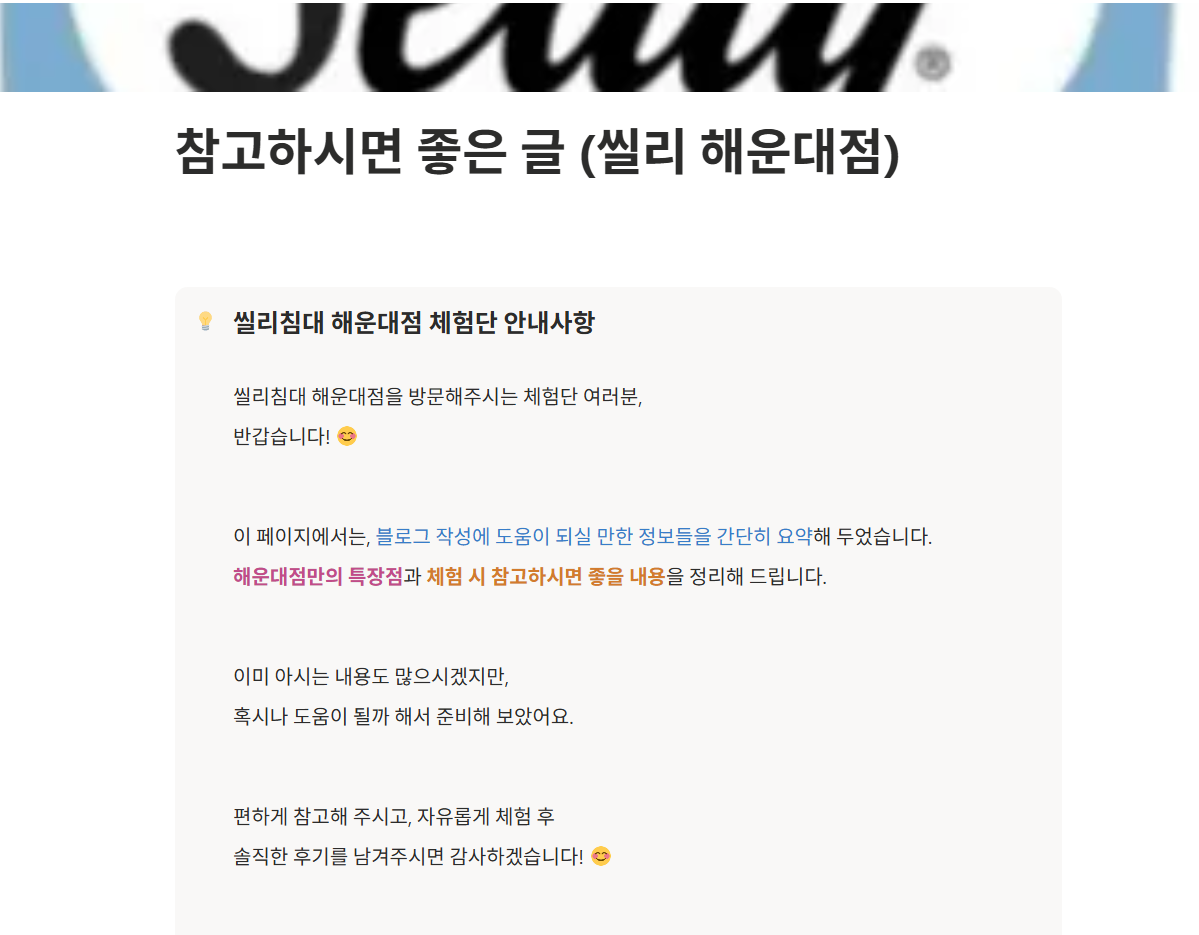 Sealy®
참고하시면 좋은 글 (씰리 해운대점)
씰리침대 해운대점 체험단 안내사항
씰리침대 해운대점을 방문해주시는 체험단 여러분,
반갑습니다! 😊
이 페이지에서는, 블로그 작성에 도움이 되실 만한 정보들을 간단히 요약해 두었습니다.
해운대점만의 특장점과 체험 시 참고하시면 좋을 내용을 정리해 드립니다.
이미 아시는 내용도 많으시겠지만,
혹시나 도움이 될까 해서 준비해 보았어요.
편하게 참고해 주시고, 자유롭게 체험 후
솔직한 후기를 남겨주시면 감사하겠습니다! 😊